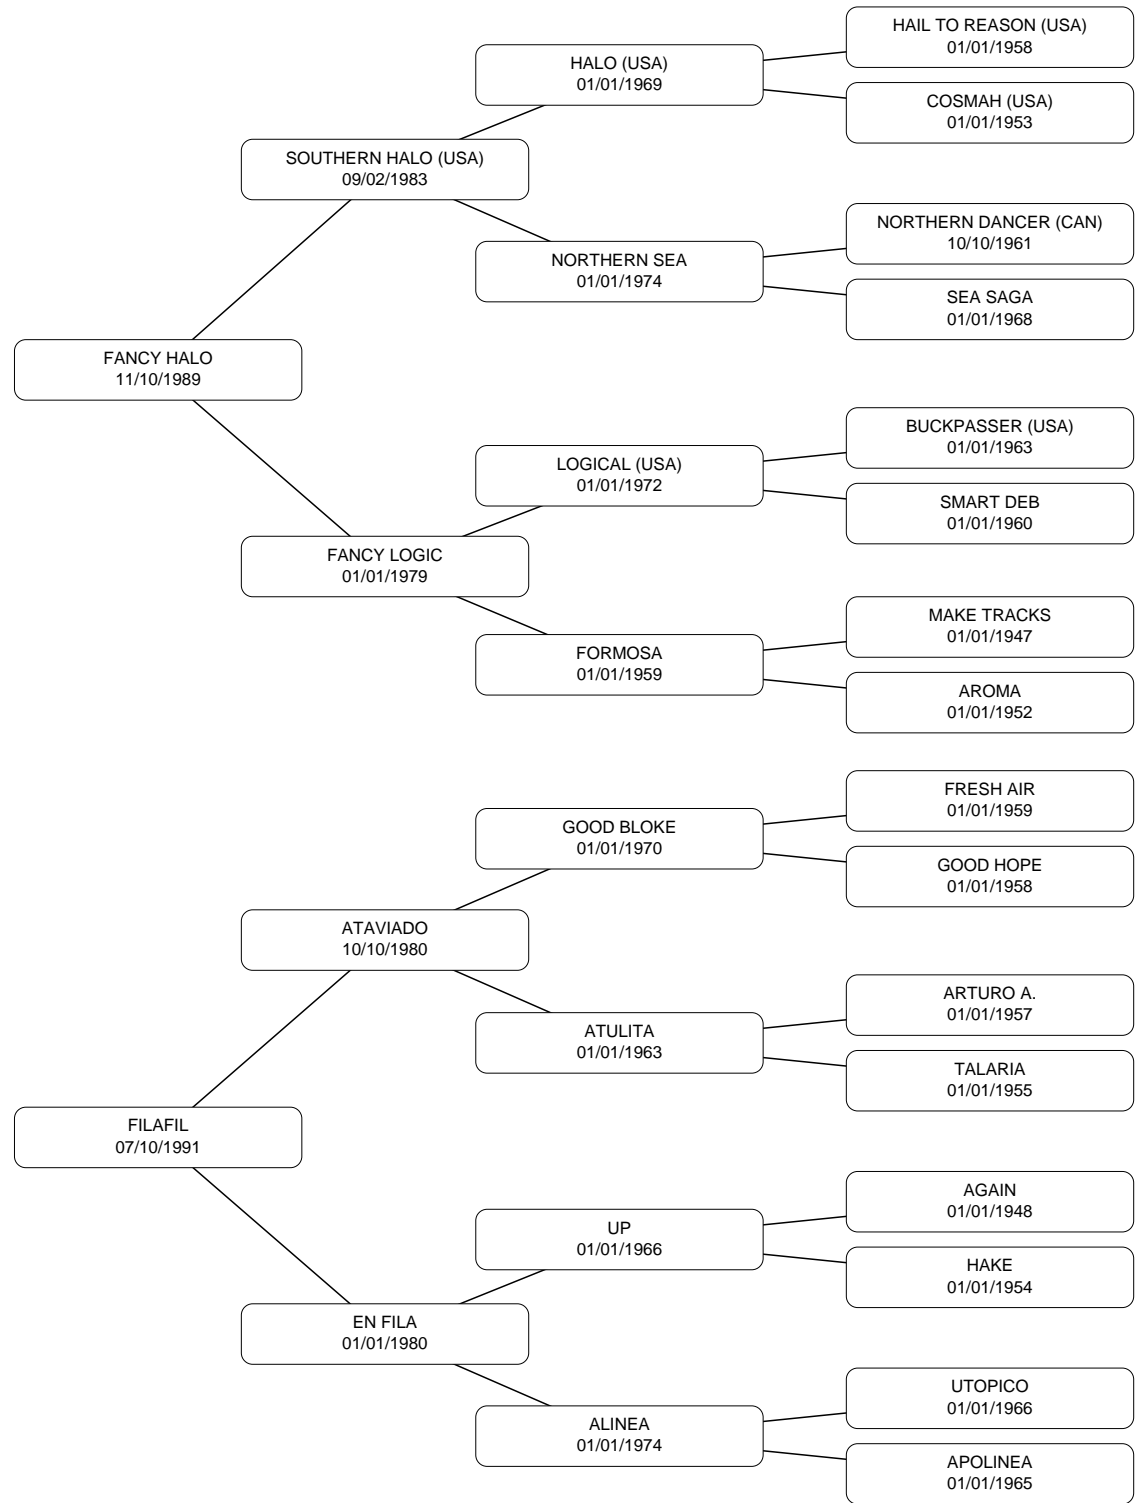 HAIL TO REASON (USA)
01/01/1958
HALO (USA)
01/01/1969
COSMAH (USA)
01/01/1953
SOUTHERN HALO (USA)
09/02/1983
NORTHERN DANCER (CAN)
10/10/1961
NORTHERN SEA
01/01/1974
SEA SAGA
01/01/1968
FANCY HALO
11/10/1989
BUCKPASSER (USA)
01/01/1963
LOGICAL (USA)
01/01/1972
SMART DEB
01/01/1960
FANCY LOGIC
01/01/1979
MAKE TRACKS
01/01/1947
FORMOSA
01/01/1959
AROMA
01/01/1952
FRESH AIR
01/01/1959
GOOD BLOKE
01/01/1970
GOOD HOPE
01/01/1958
ATAVIADO
10/10/1980
ARTURO A.
01/01/1957
ATULITA
01/01/1963
TALARIA
01/01/1955
FILAFIL
07/10/1991
AGAIN
01/01/1948
UP
01/01/1966
HAKE
01/01/1954
EN FILA
01/01/1980
UTOPICO
01/01/1966
ALINEA
01/01/1974
APOLINEA
01/01/1965